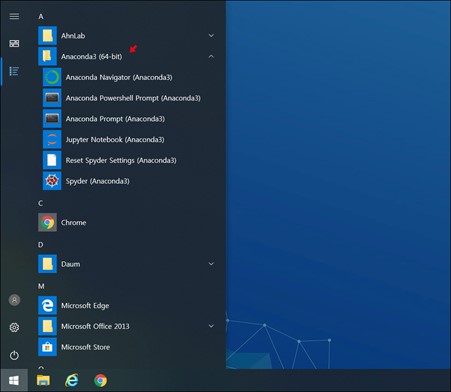 A
AhnLab
Anaconda3 (64-bit)
Anaconda Navigator (Anaconda3)
Anaconda Powershell Prompt (Anaconda3)
Anaconda Prompt (Anaconda3)
Jupyter Notebook (Anaconda3)
Reset Spyder Settings (Anaconda3)
Spyder (Anaconda3)
C
Chrome
D
Daum
M
Microsoft Edge
Microsoft Office 2013
Microsoft Store